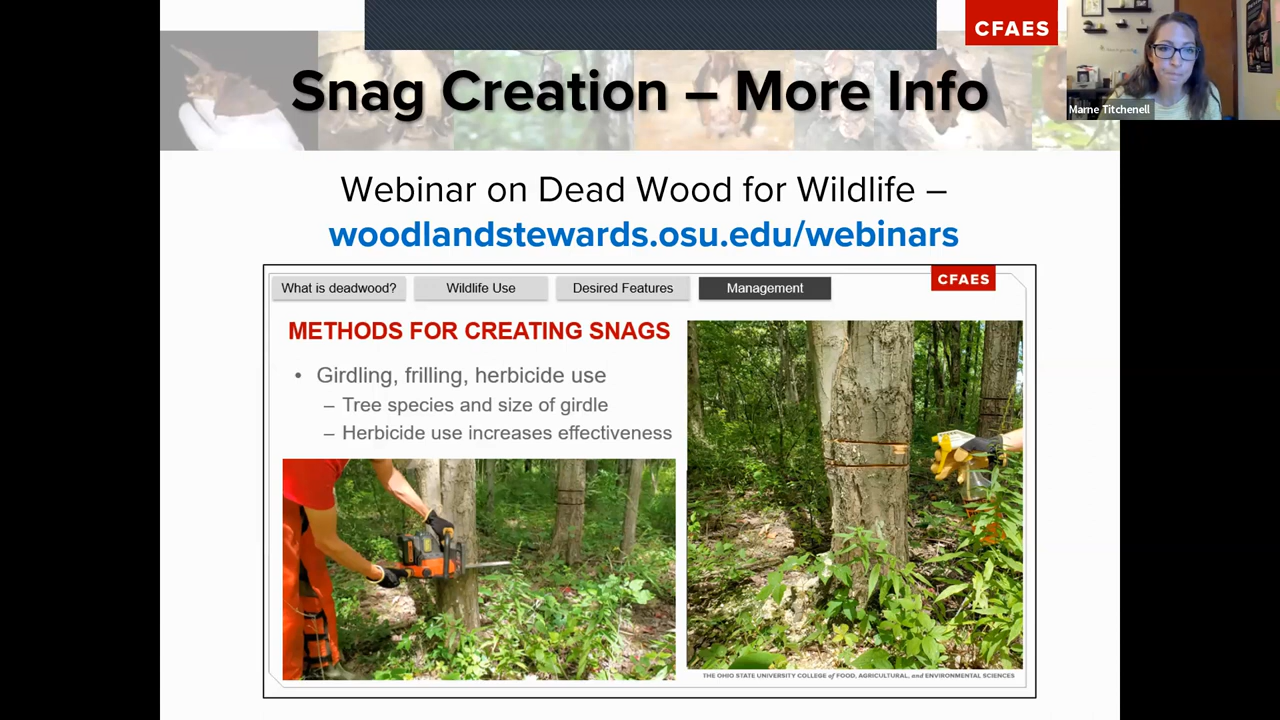 CFAES
Snag Creation – More Info
Marne Titchenell
Webinar on Dead Wood for Wildlife –
woodlandstewards.osu.edu/webinars
What is deadwood?
Wildlife Use
Desired Features
Management
CFAES
METHODS FOR CREATING SNAGS
• Girdling, frilling, herbicide use
– Tree species and size of girdle
– Herbicide use increases effectiveness
THE OHIO STATE UNIVERSITY COLLEGE of FOOD, AGRICULTURAL, and ENVIRONMENTAL SCIENCES